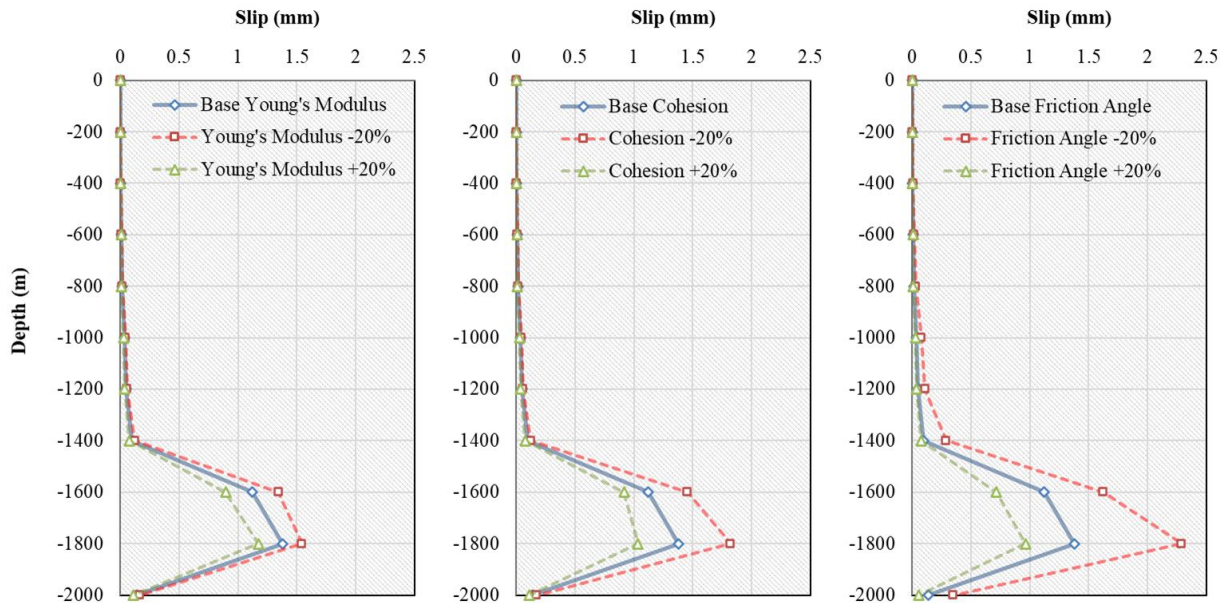 Slip (mm)
0 0.5 1 1.5 2 2.5
0
-200
-400
-600
-800
-1000
-1200
-1400
-1600
-1800
-2000
Depth (m)
Base Young's Modulus
Young's Modulus -20%
Young's Modulus +20%
Slip (mm)
0 0.5 1 1.5 2 2.5
0
-200
-400
-600
-800
-1000
-1200
-1400
-1600
-1800
-2000
Base Cohesion
Cohesion -20%
Cohesion +20%
Slip (mm)
0 0.5 1 1.5 2 2.5
0
-200
-400
-600
-800
-1000
-1200
-1400
-1600
-1800
-2000
Base Friction Angle
Friction Angle -20%
Friction Angle +20%